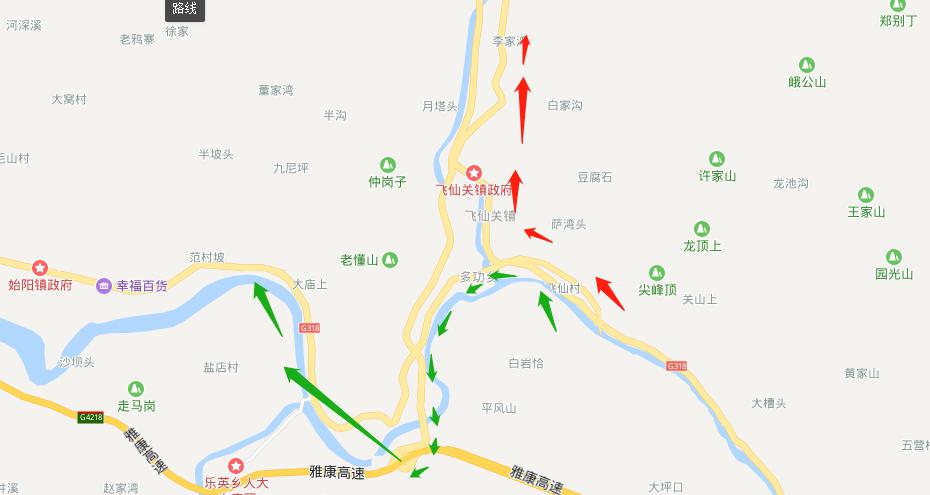 路线
郑别丁
河深溪
徐家
老鸦寨
李家湾
峨公山
董家湾
大窝村
月塔头
白家沟
半沟
半坡头
毛山村
九尼坪
仲岗子
许家山
豆腐石
龙池沟
飞仙关镇政府
飞仙关镇
王家山
萨湾头
龙顶上
范村坡
老懂山
园光山
始阳镇政府
幸福百货
大庙上
多功乡
飞仙村
尖峰顶
关山上
G318
沙坝头
盐店村
白岩恰
G318
黄家山
走马岗
平风山
大槽头
G4218
雅康高速
五营村
乐英乡人大
雅康高速
雅康高速
井溪
赵家湾
大坪口